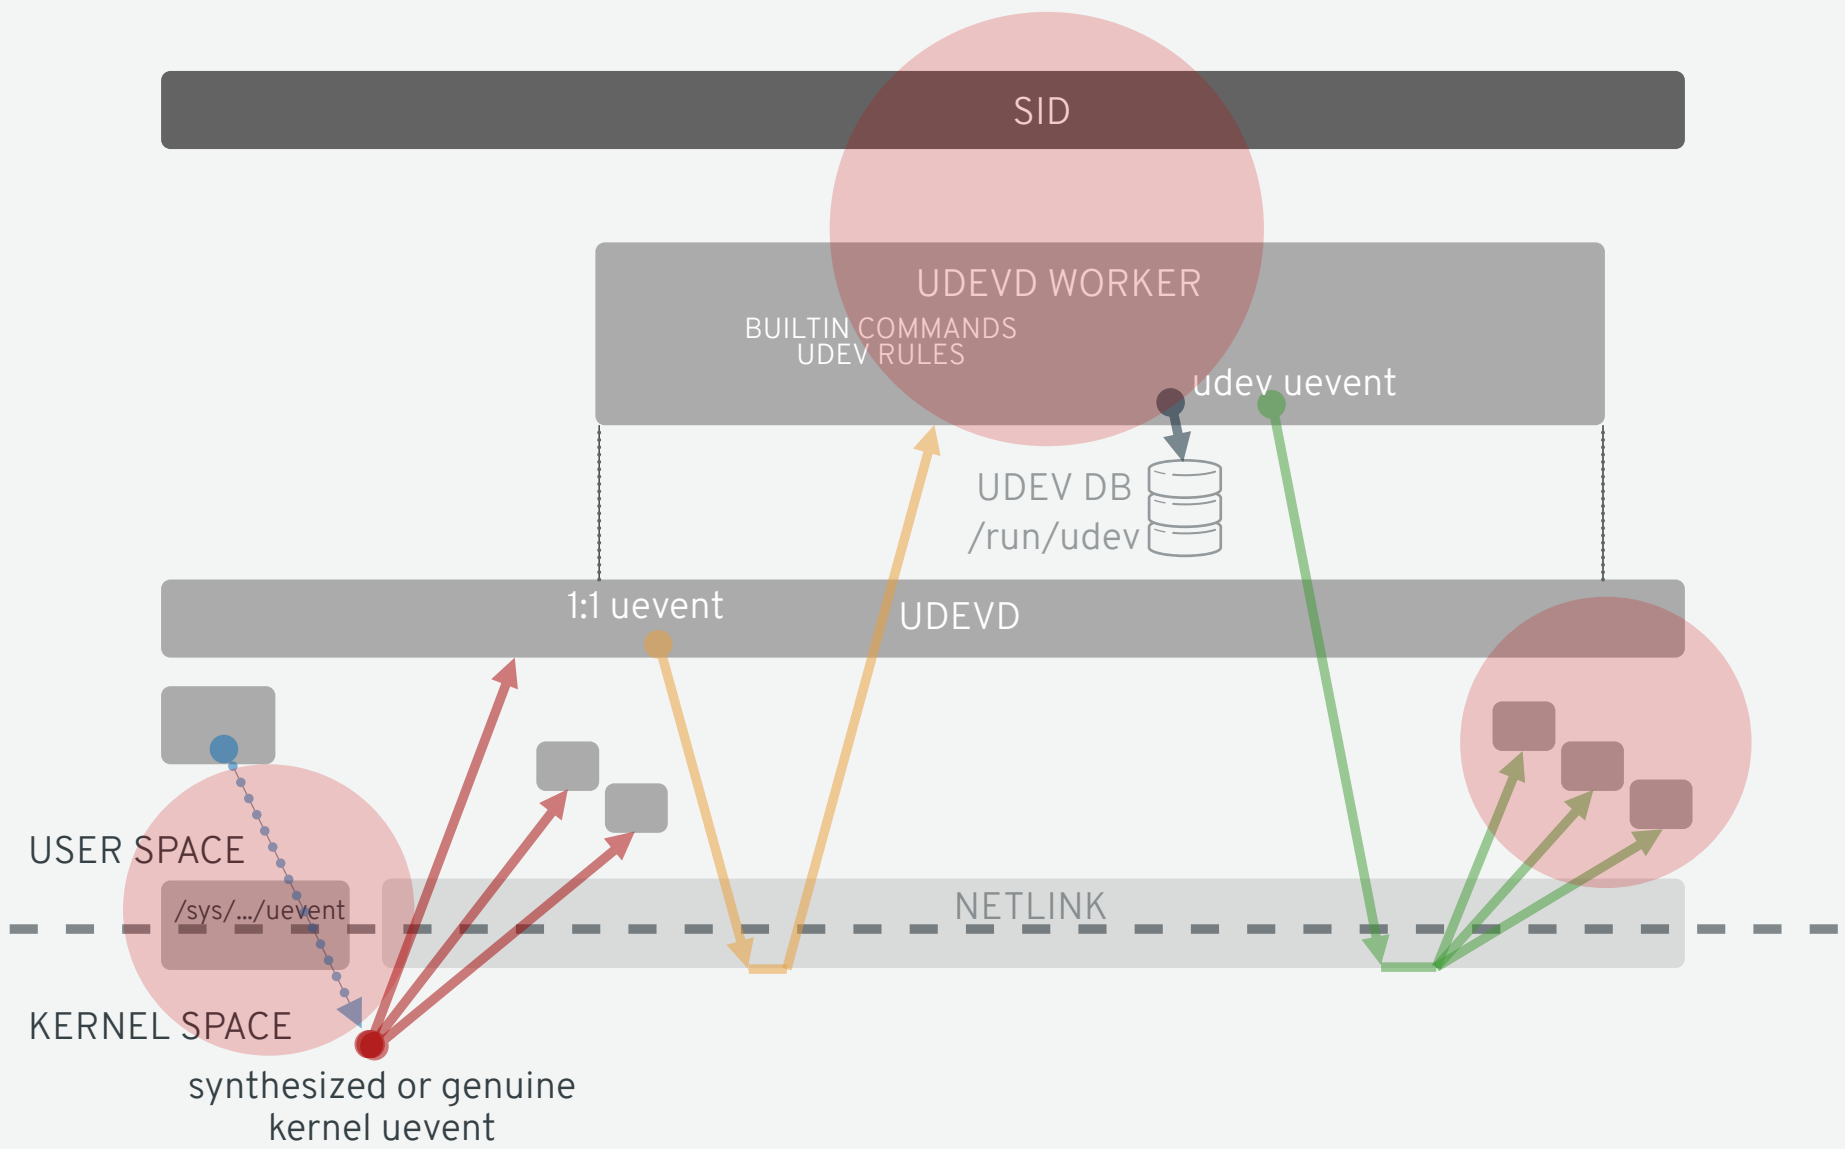 SID
UDEVD WORKER
BUILTIN COMMANDS
UDEV RULES
udev uevent
UDEV DB
/run/udev
1:1 uevent
UDEVD
USER SPACE
/sys/.../uevent
NETLINK
KERNEL SPACE
synthesized or genuine
kernel uevent